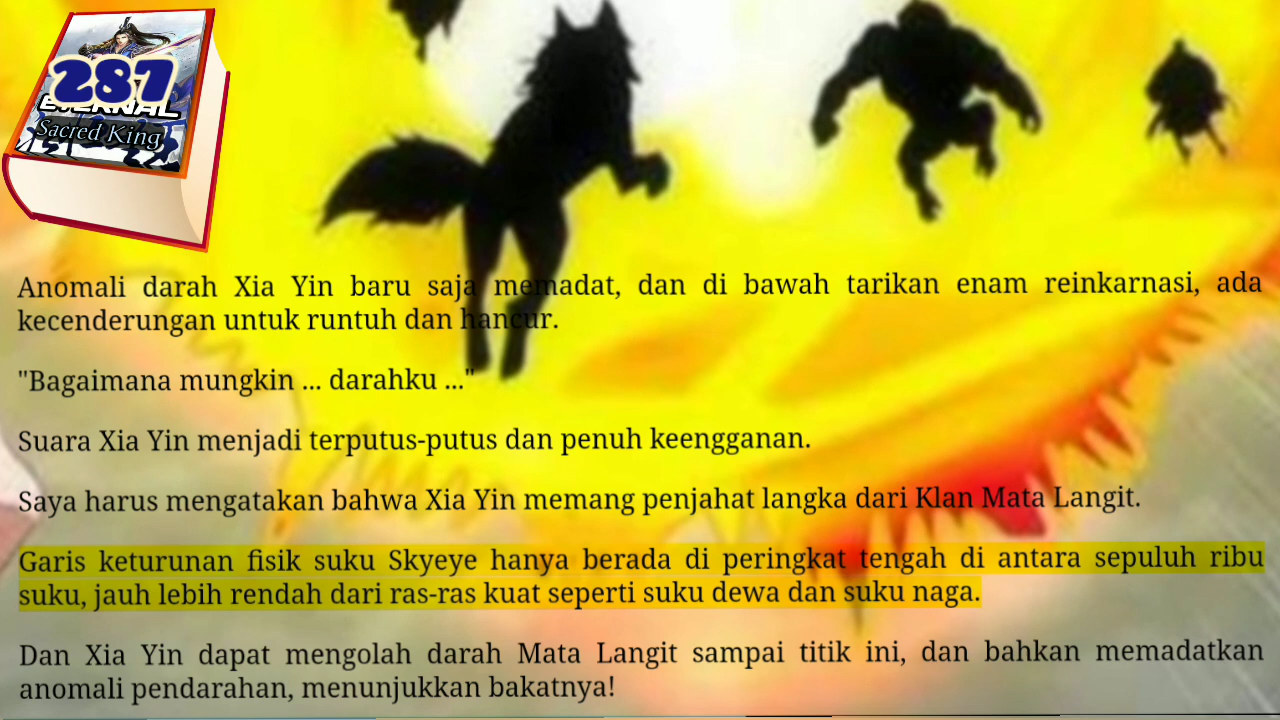 287
ETERNAL
Sacred King
Anomali darah Xia Yin baru saja memadat, dan di bawah tarikan enam reinkarnasi, ada
kecenderungan untuk runtuh dan hancur.
"Bagaimana mungkin ... darahku ..."
Suara Xia Yin menjadi terputus-putus dan penuh keengganan.
Saya harus mengatakan bahwa Xia Yin memang penjahat langka dari Klan Mata Langit.
Garis keturunan fisik suku Skyeye hanya berada di peringkat tengah di antara sepuluh ribu
suku, jauh lebih rendah dari ras-ras kuat seperti suku dewa dan suku naga.
Dan Xia Yin dapat mengolah darah Mata Langit sampai titik ini, dan bahkan memadatkan
anomali pendarahan, menunjukkan bakatnya!